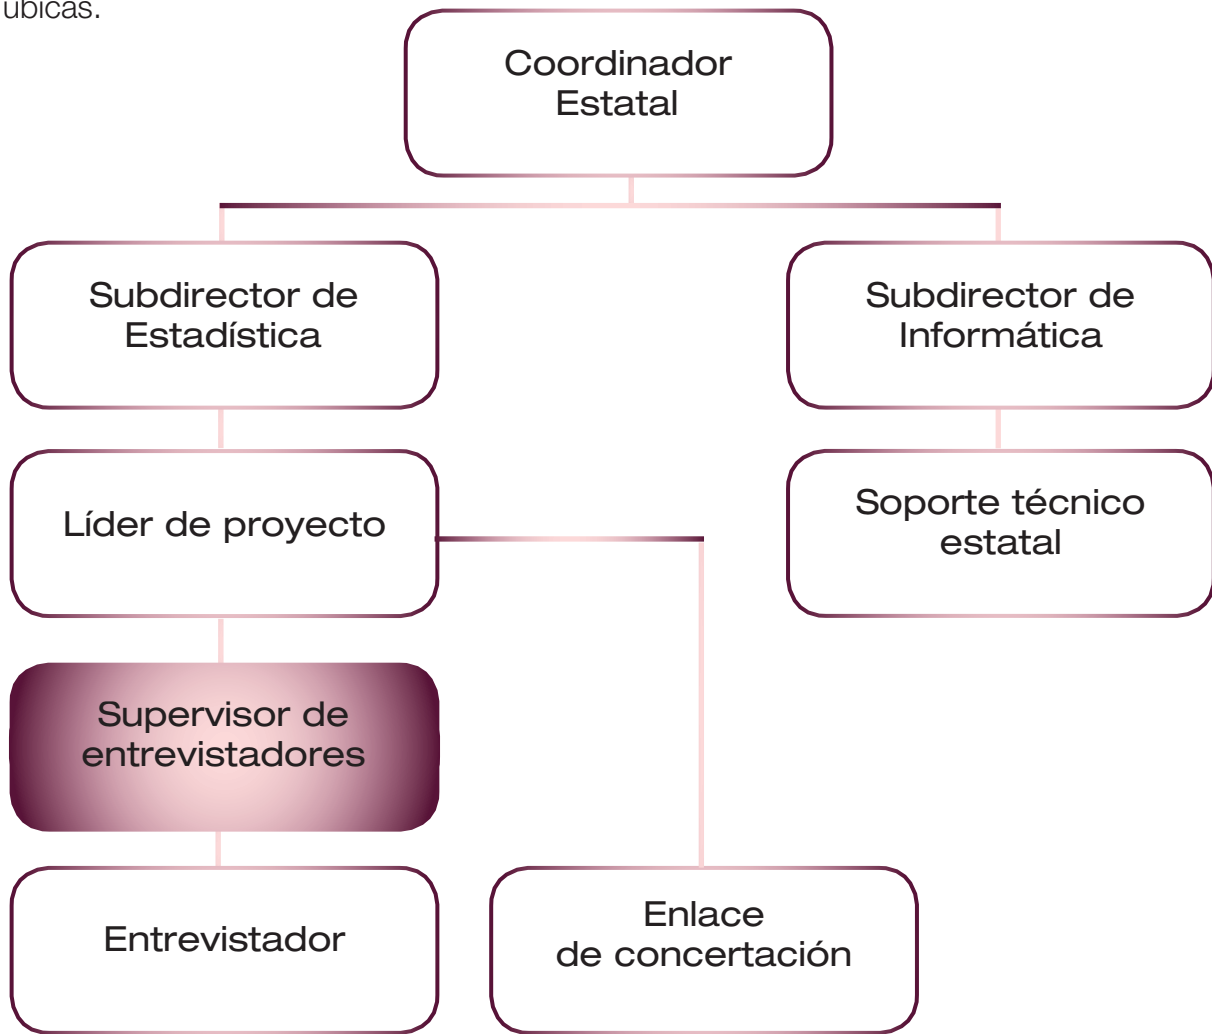 ubicas.
Coordinador
Estatal
Subdirector de
Estadística
Subdirector de
Informática
Líder de proyecto
Soporte técnico
estatal
Supervisor de
entrevistadores
Entrevistador
Enlace
de concertación